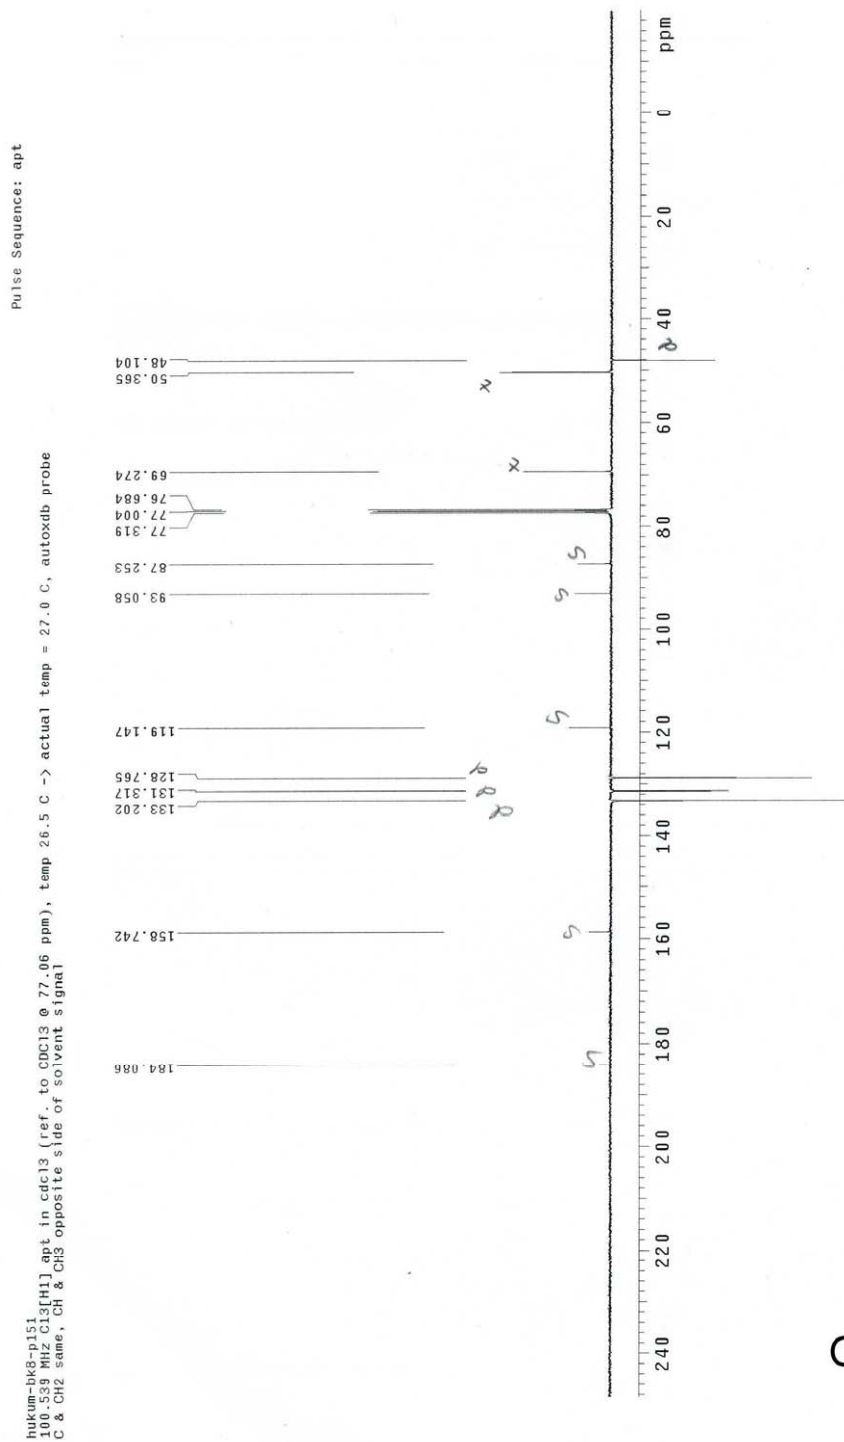 hukum-bk8-p151
100.539 MHz C13[H1] apt in cdcl3 (ref. to CDCl3 @ 77.06 ppm), temp 26.5 C -> actual temp = 27.0 C, autoxdb probe
C & CH2 same, CH & CH3 opposite side of solvent signal
Pulse Sequence: apt
184.086
158.742
133.202
131.317
128.765
119.147
93.058
87.253
77.319
77.004
76.684
69.274
50.365
48.104
s
s
d
d
d
s
s
s
x
x
d
240
220
200
180
160
140
120
100
80
60
40
20
0
ppm